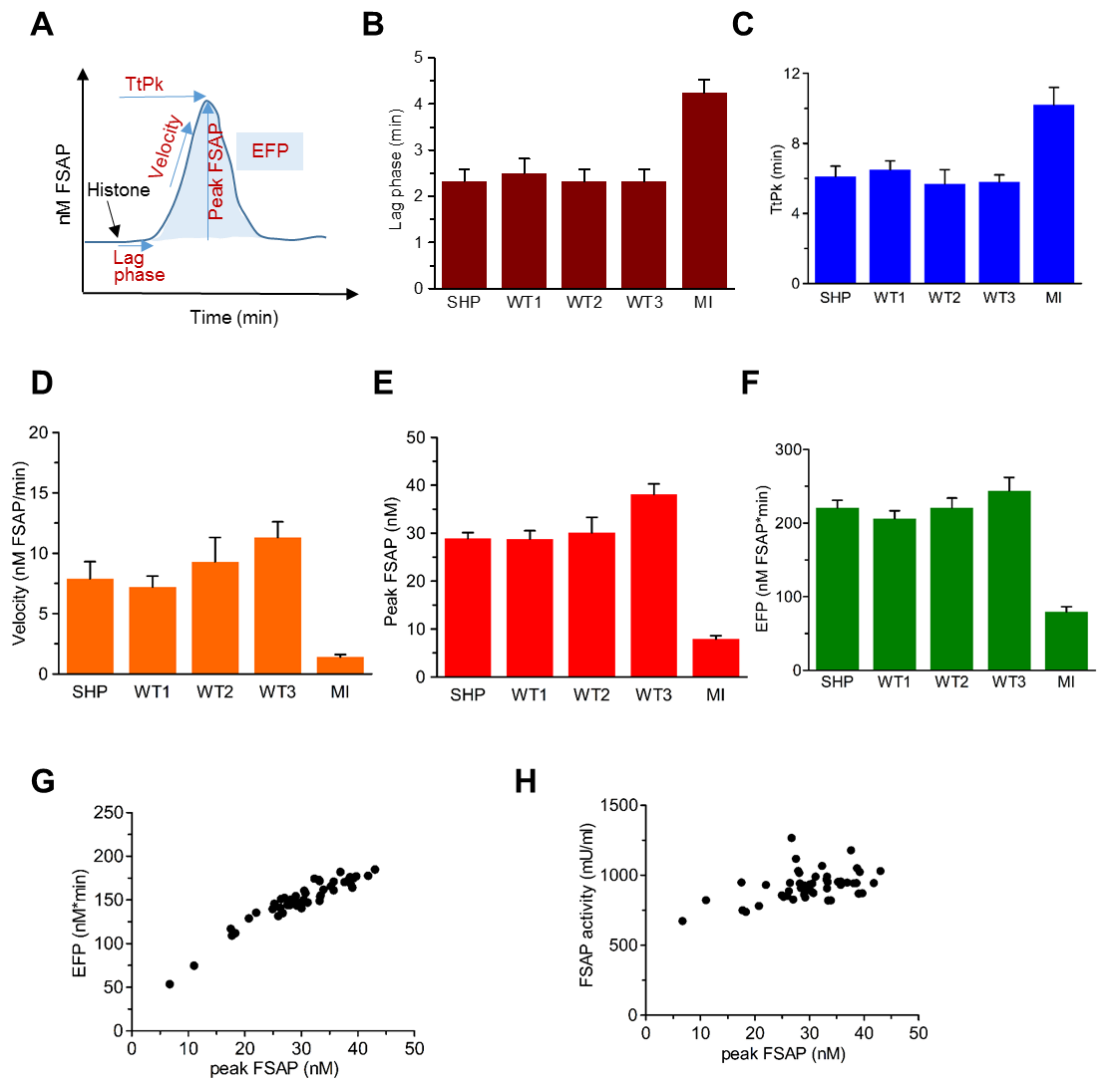 A
nM FSAP
TtPk
Velocity
Peak FSAP
EFP
Histone
Lag
phase
Time (min)
B
Lag phase (min)
5
4
3
2
1
0
SHP WT1 WT2 WT3 MI
C
TtPk (min)
12
9
6
3
0
SHP WT1 WT2 WT3 MI
D
Velocity (nM FSAP/min)
20
15
10
5
0
SHP WT1 WT2 WT3 MI
E
Peak FSAP (nM)
50
40
30
20
10
0
SHP WT1 WT2 WT3 MI
F
EFP (nM FSAP*min)
300
200
100
0
SHP WT1 WT2 WT3 MI
G
EFP (nM*min)
250
200
150
100
50
0
0 10 20 30 40 50
peak FSAP (nM)
H
FSAP activity (mU/ml)
1500
1000
500
0
0 10 20 30 40 50
peak FSAP (nM)